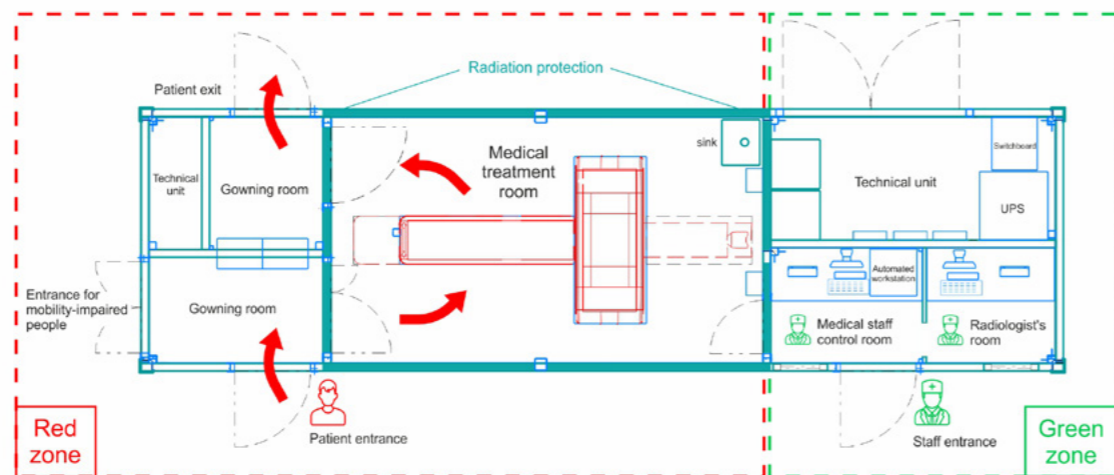 Patient exit
Radiation protection
sink
Switchboard
Technical
unit
Gowning room
Medical
treatment
room
Technical unit
UPS
Entrance for
mobility-impaired
people
Gowning room
Automated
workstation
Medical staff
control room
Radiologist's
room
Red
zone
Patient entrance
Staff entrance
Green
zone